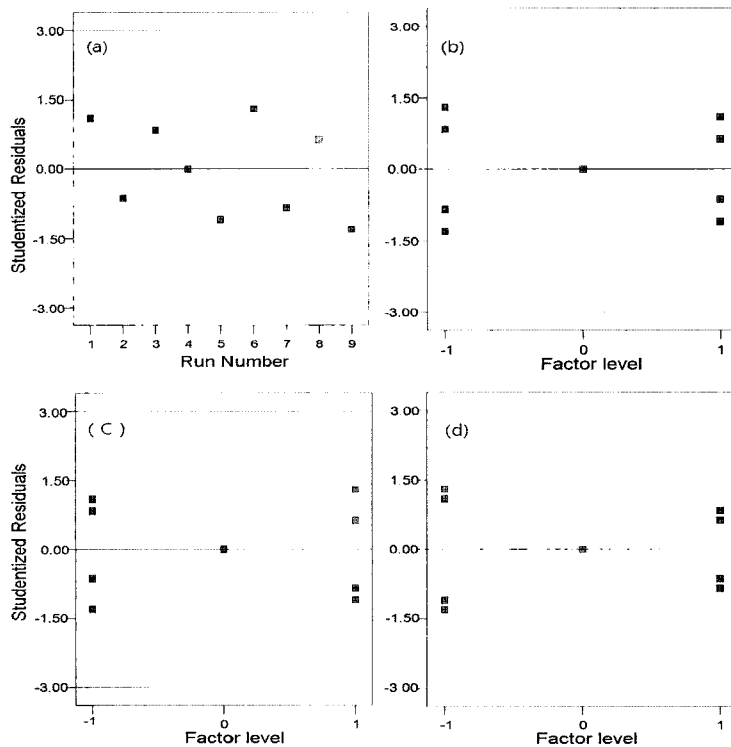 (a)
Studentized Residuals
3.00
1.50
0.00
-1.50
-3.00
1 2 3 4 5 6 7 8 9
Run Number
(b)
3.00
1.50
0.00
-1.50
-3.00
-1 0 1
Factor level
( C )
Studentized Residuals
3.00
1.50
0.00
-1.50
-3.00
-1 0 1
Factor level
(d)
3.00
1.50
0.00
-1.50
-3.00
-1 0 1
Factor level